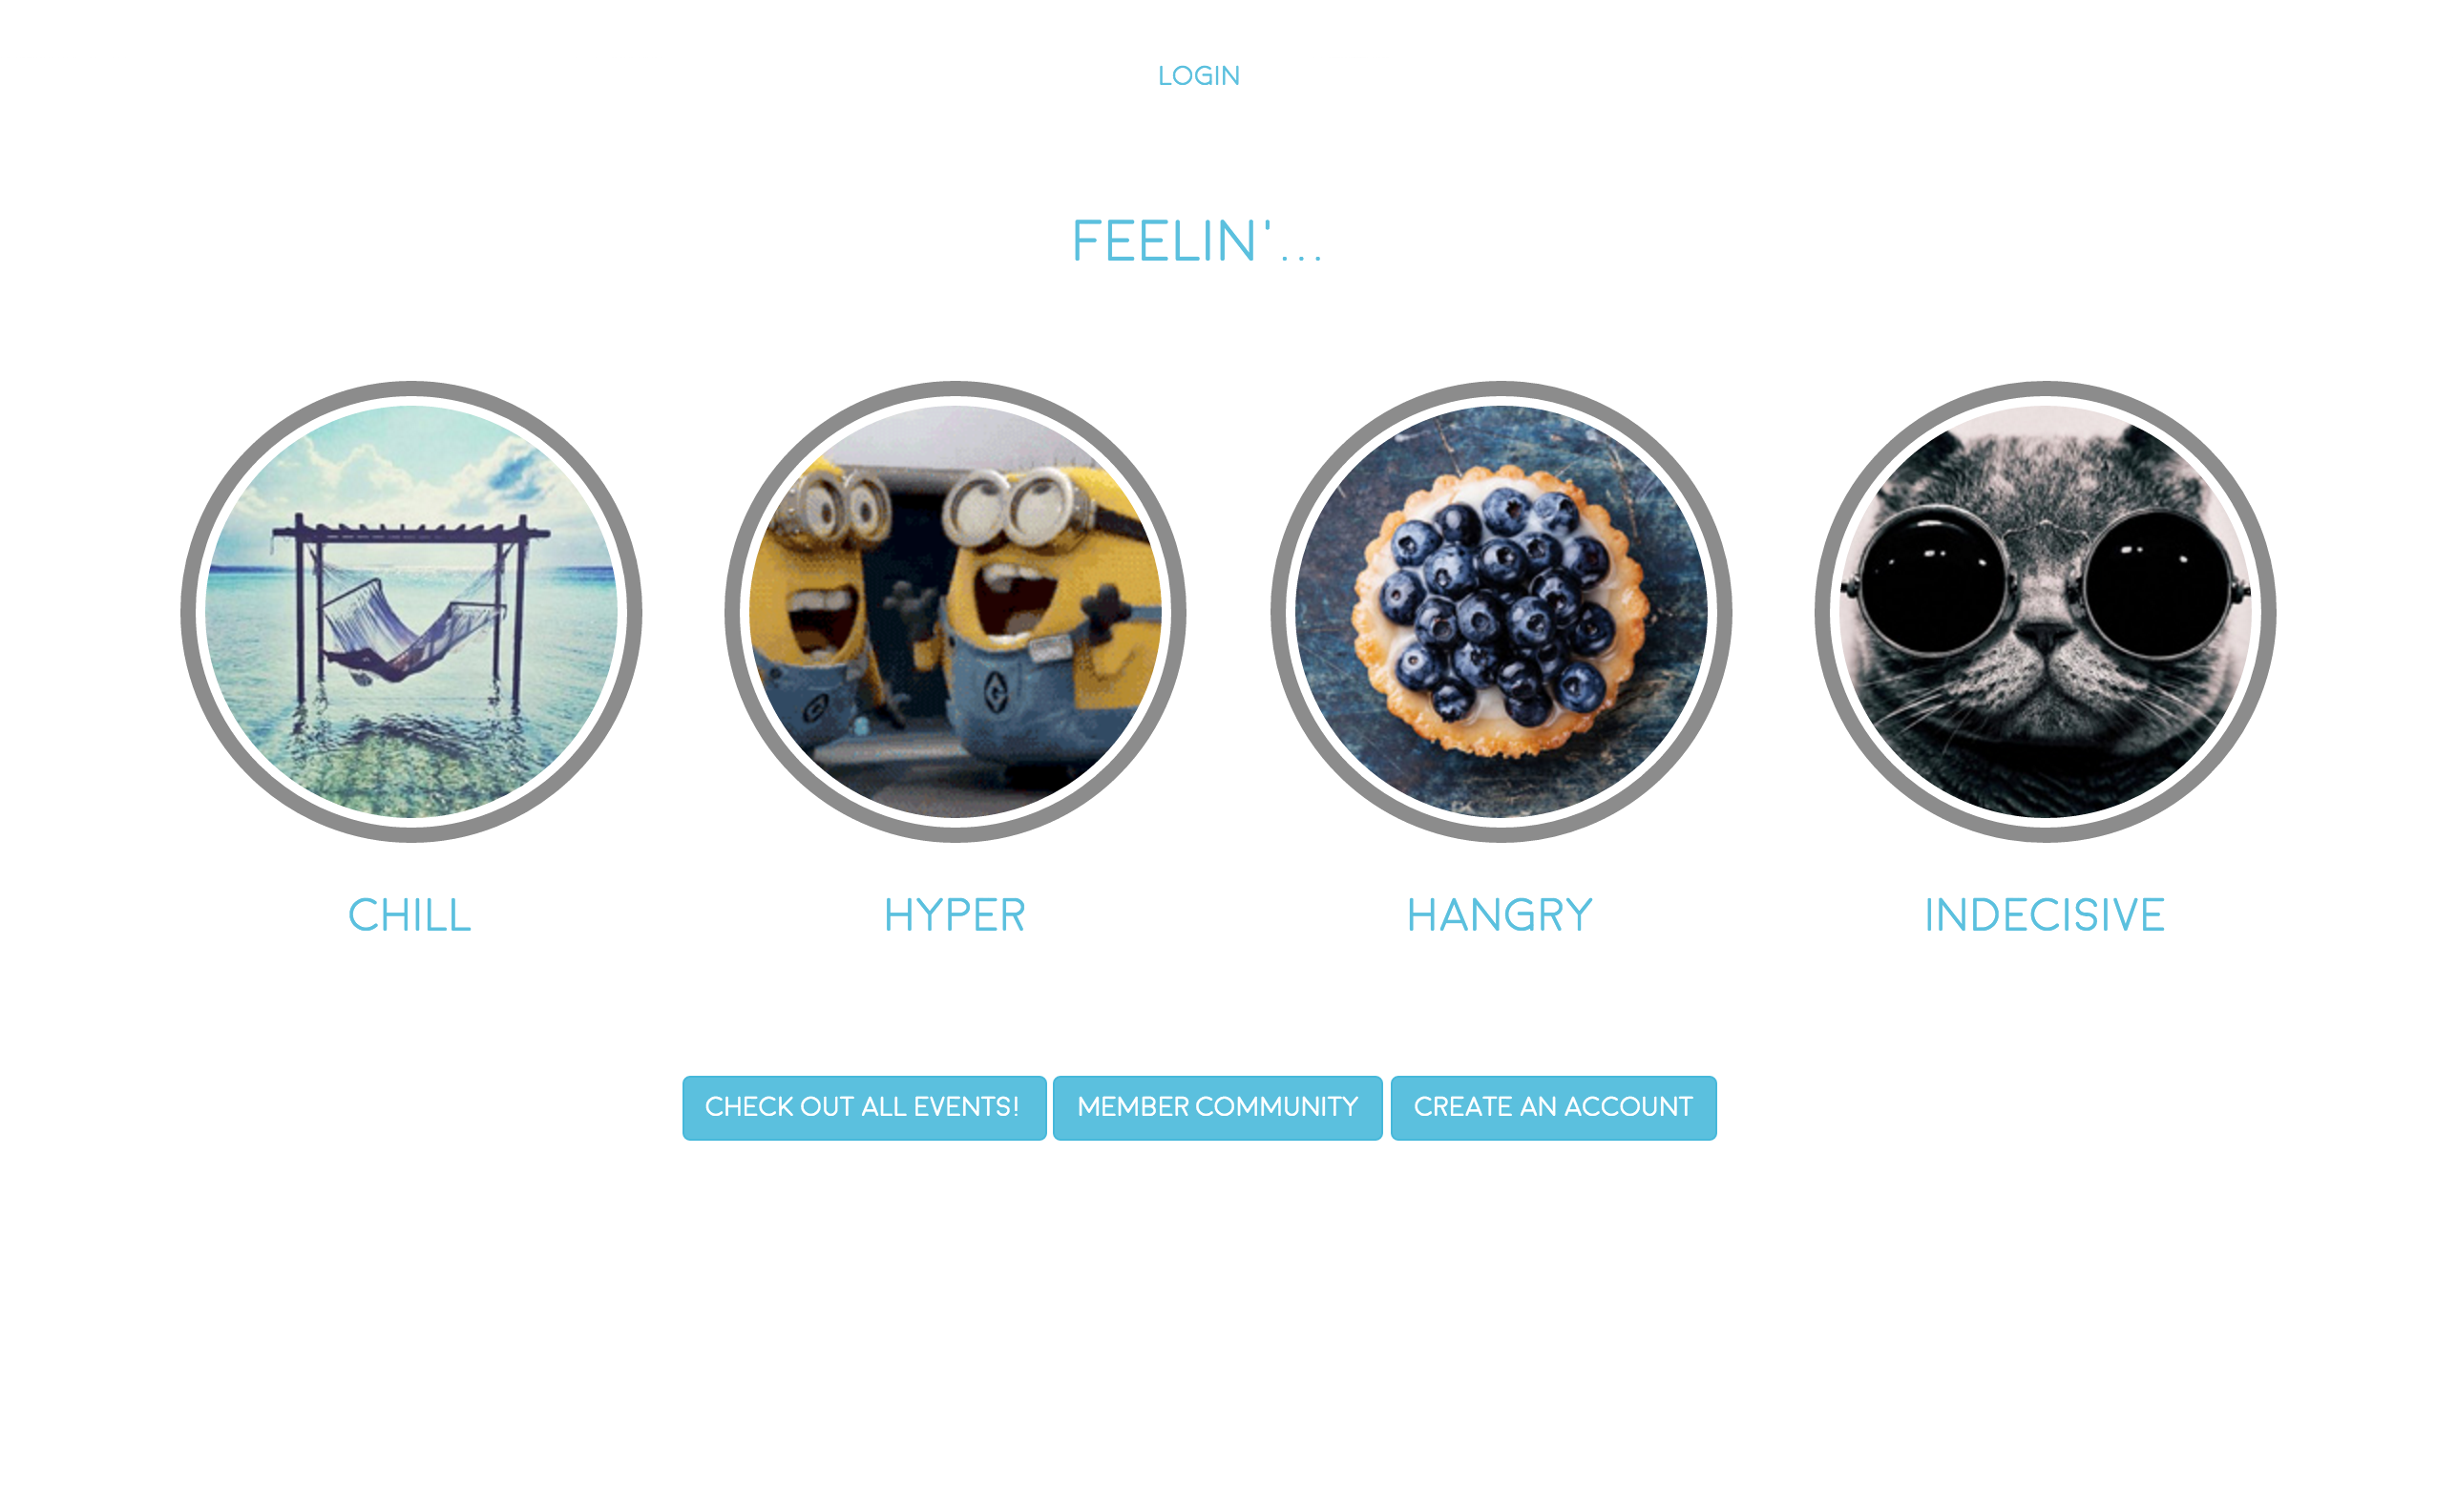 LOGIN
FEELIN'...
CHILL
HYPER
HANGRY
INDECISIVE
CHECK OUT ALL EVENTS!
MEMBER COMMUNITY
CREATE AN ACCOUNT